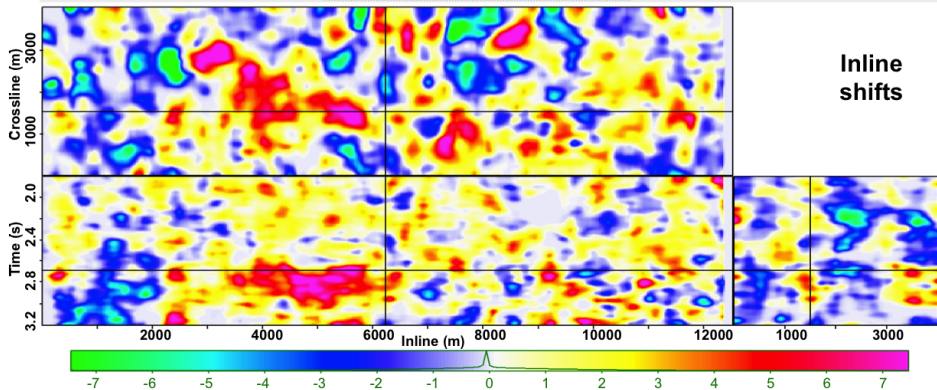 Crossline (m)
3000
1000
Inline
shifts
Time (s)
2.0
2.4
2.8
3.2
2000 4000 6000 8000 10000 12000
Inline (m)
1000 3000
-7 -6 -5 -4 -3 -2 -1 0 1 2 3 4 5 6 7